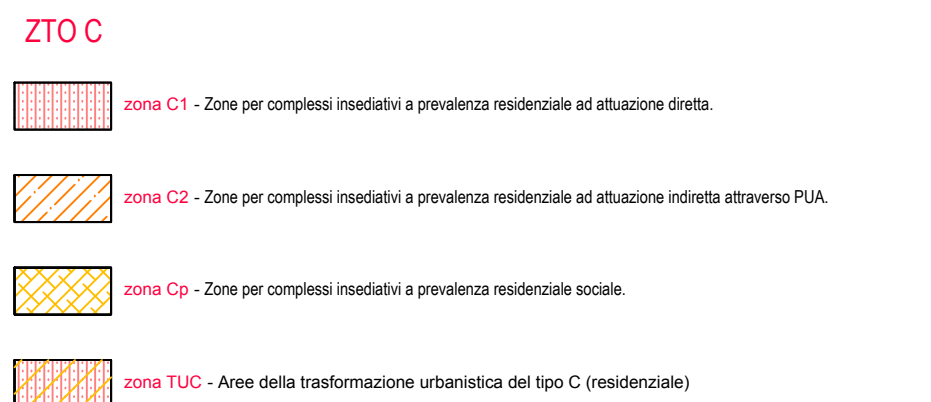 ZTO C
zona C1 - Zone per complessi insediativi a prevalenza residenziale ad attuazione diretta.
zona C2 - Zone per complessi insediativi a prevalenza residenziale ad attuazione indiretta attraverso PUA.
zona Cp - Zone per complessi insediativi a prevalenza residenziale sociale.
zona TUC - Aree della trasformazione urbanistica del tipo C (residenziale)